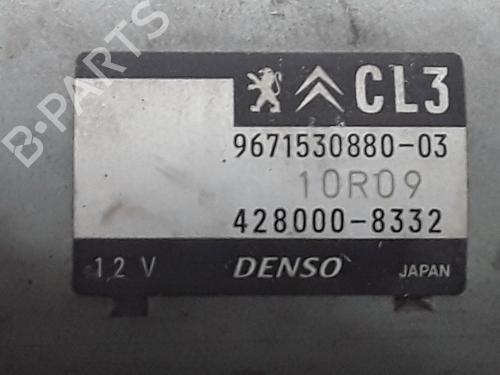 B-PARTS
CL3
9671530880-03
10R09
428000-8332
12 V DENSO JAPAN